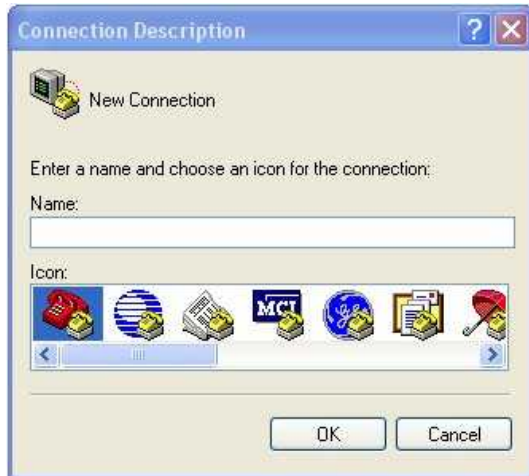 Connection Description
New Connection
Enter a name and choose an icon for the connection:
Name:
Icon:
MCI
OK Cancel